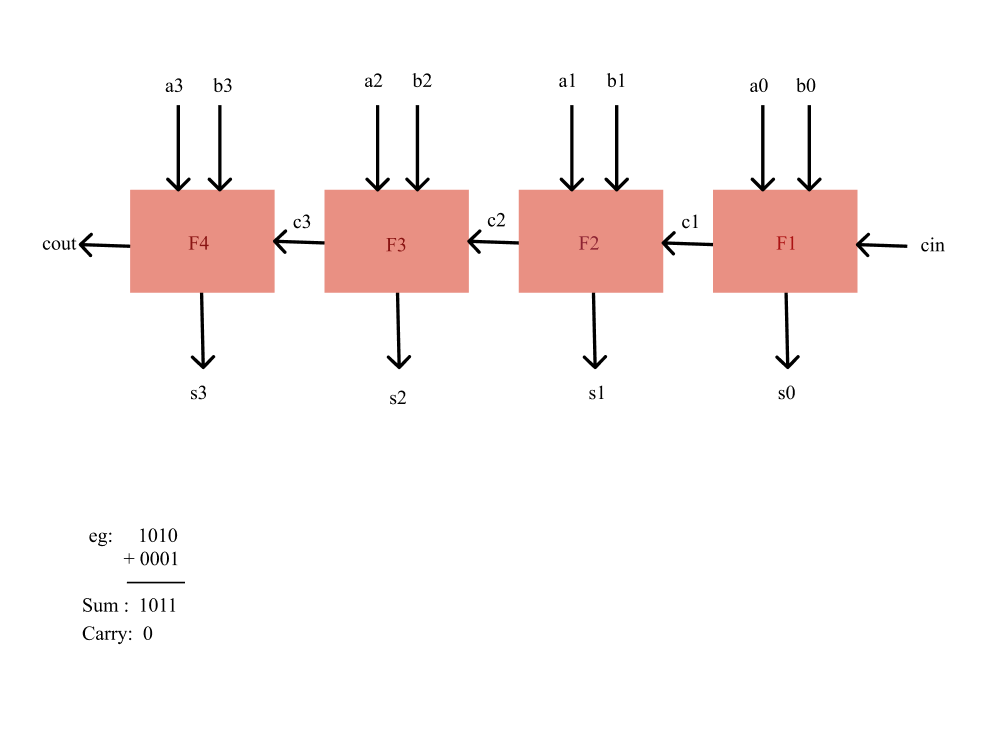 a3 b3 a2 b2 a1 b1 a0 b0
cout F4 c3 F3 c2 F2 c1 F1 cin
s3 s2 s1 s0
eg: 1010
+ 0001
Sum : 1011
Carry: 0